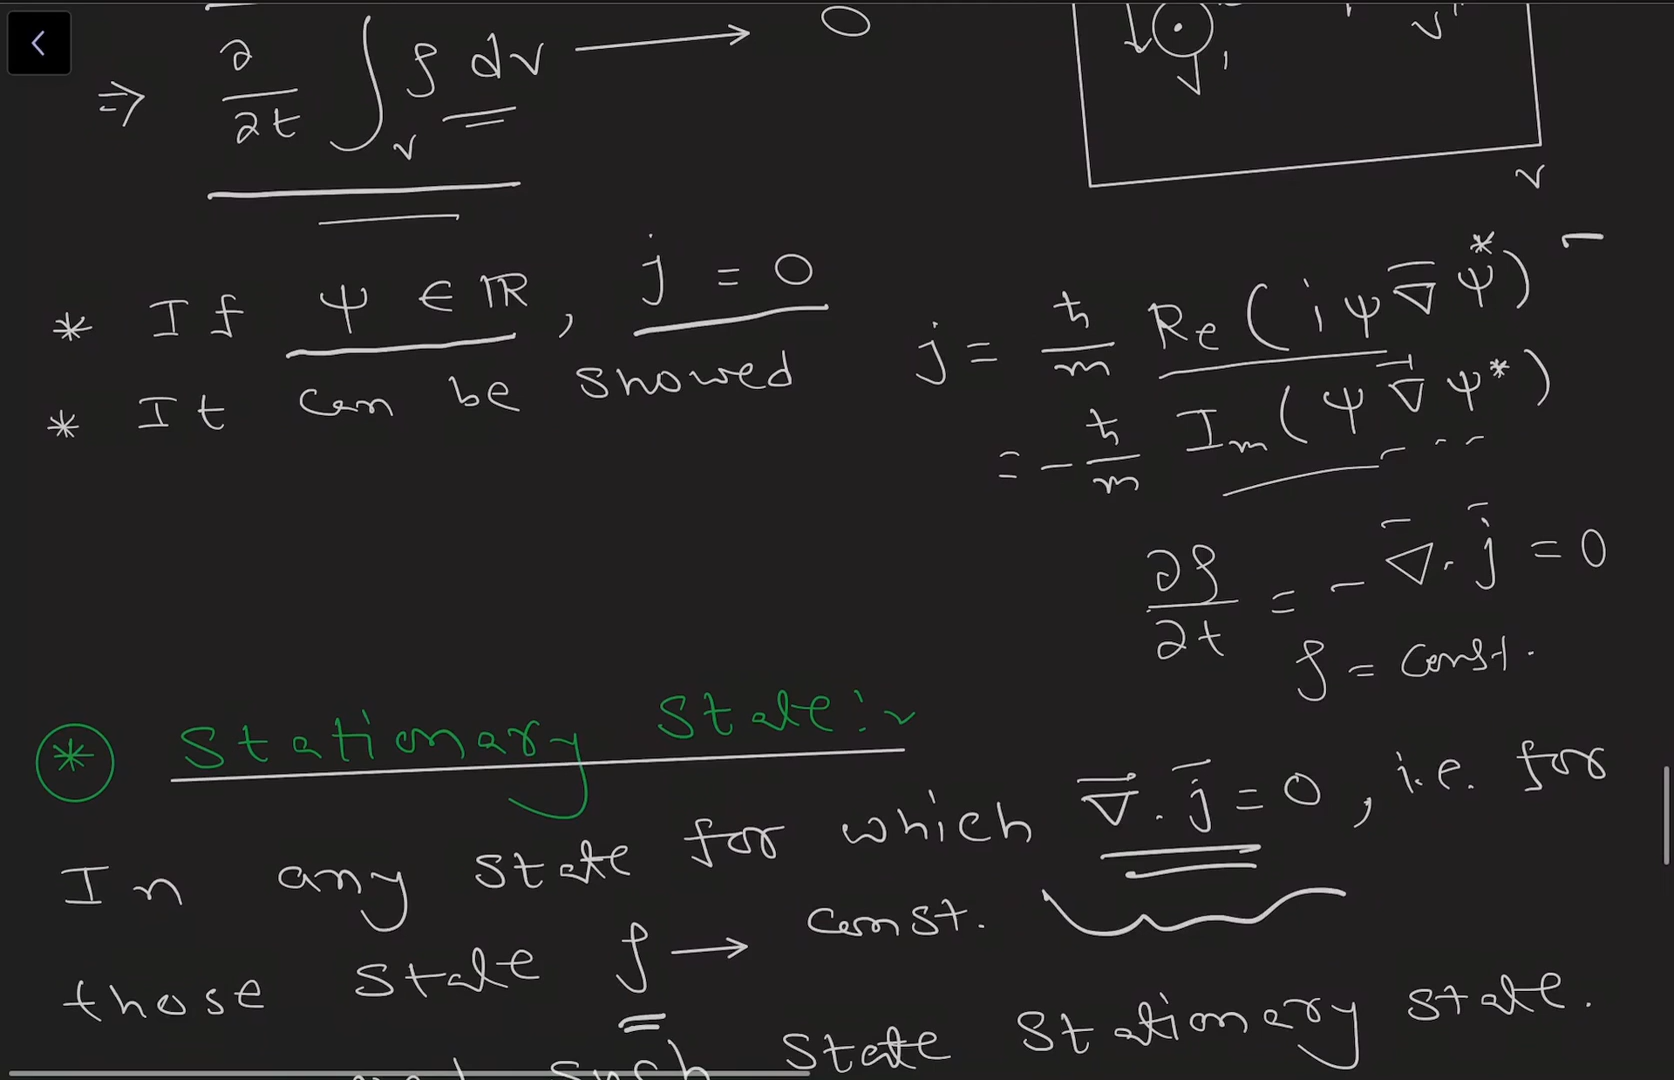 ⇒ ∂/∂t ∫_v ρ dv ⟶ 0
v'
v
* If ψ ∈ ℝ, j = 0
* It can be showed
j = ħ/m Re (i ψ ∇̄ ψ*)
= - ħ/m Im (ψ ∇̄ ψ*)
∂ρ/∂t = - ∇̄. j̄ = 0
ρ = const.
* Stationary State:~
In any state for which ∇̄. j̄ = 0, i.e. for
those state ρ ⟶ const.
such state stationary state.